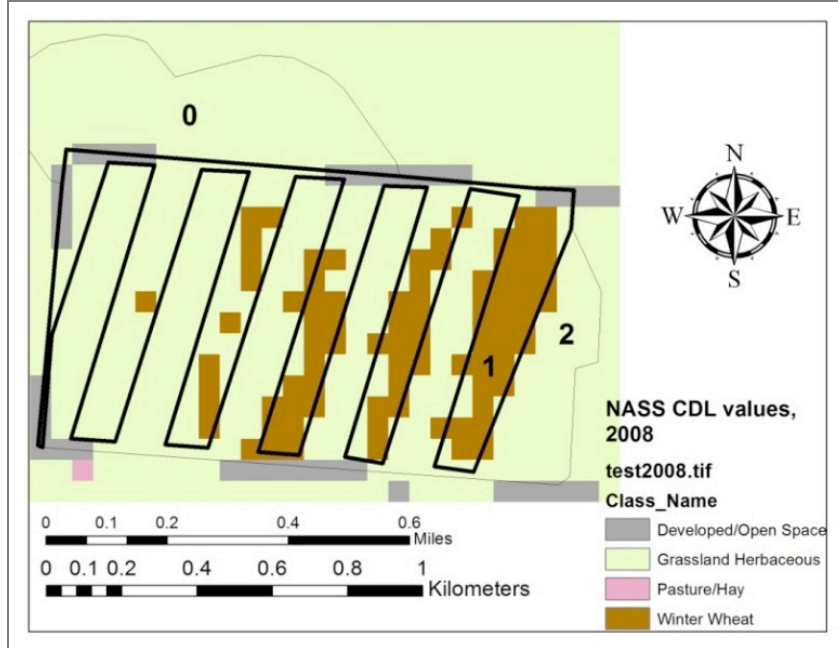 0
N
W E
S
2
1
NASS CDL values,
2008
test2008.tif
Class_Name
Developed/Open Space
Grassland Herbaceous
Pasture/Hay
Winter Wheat
0 0.1 0.2 0.4 0.6
Miles
0 0.1 0.2 0.4 0.6 0.8 1
Kilometers